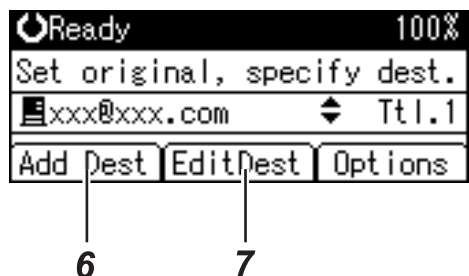 Ready 100%
Set original, specify dest.
xxx@xxx.com Ttl.1
Add Dest EditDest Options
6 7